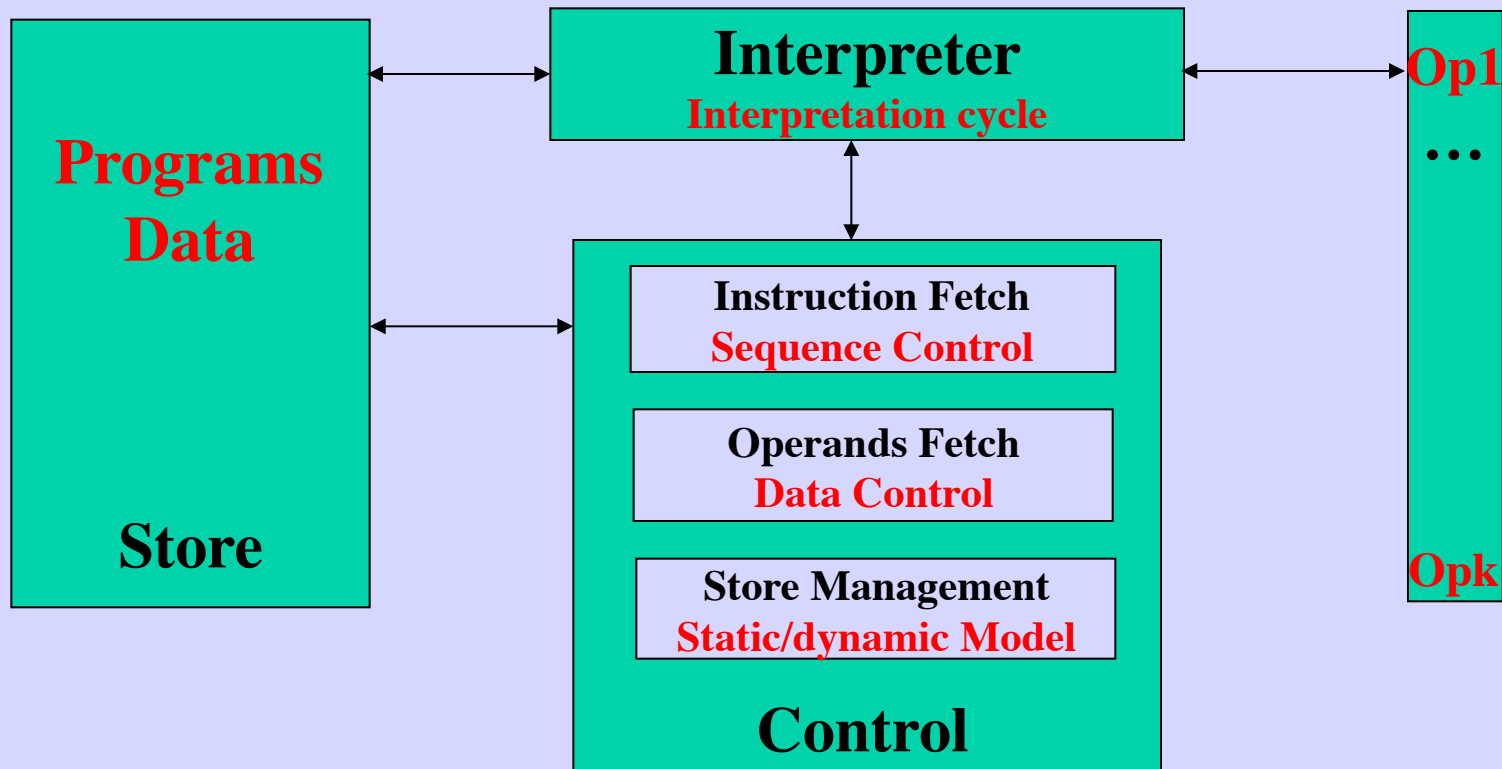 Programs
Data
Store
Interpreter
Interpretation cycle
Instruction Fetch
Sequence Control
Operands Fetch
Data Control
Store Management
Static/dynamic Model
Control
Op1
…
Opk